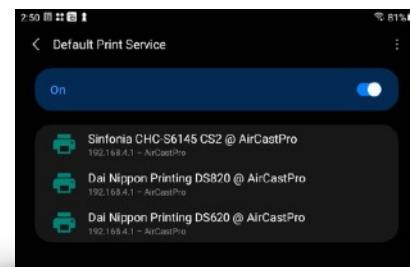 2:50
81%
Default Print Service
On
Sinfonia CHC-S6145 CS2 @ AirCastPro
192.168.4.1 – AirCastPro
Dai Nippon Printing DS820 @ AirCastPro
192.168.4.1 – AirCastPro
Dai Nippon Printing DS620 @ AirCastPro
192.168.4.1 – AirCastPro